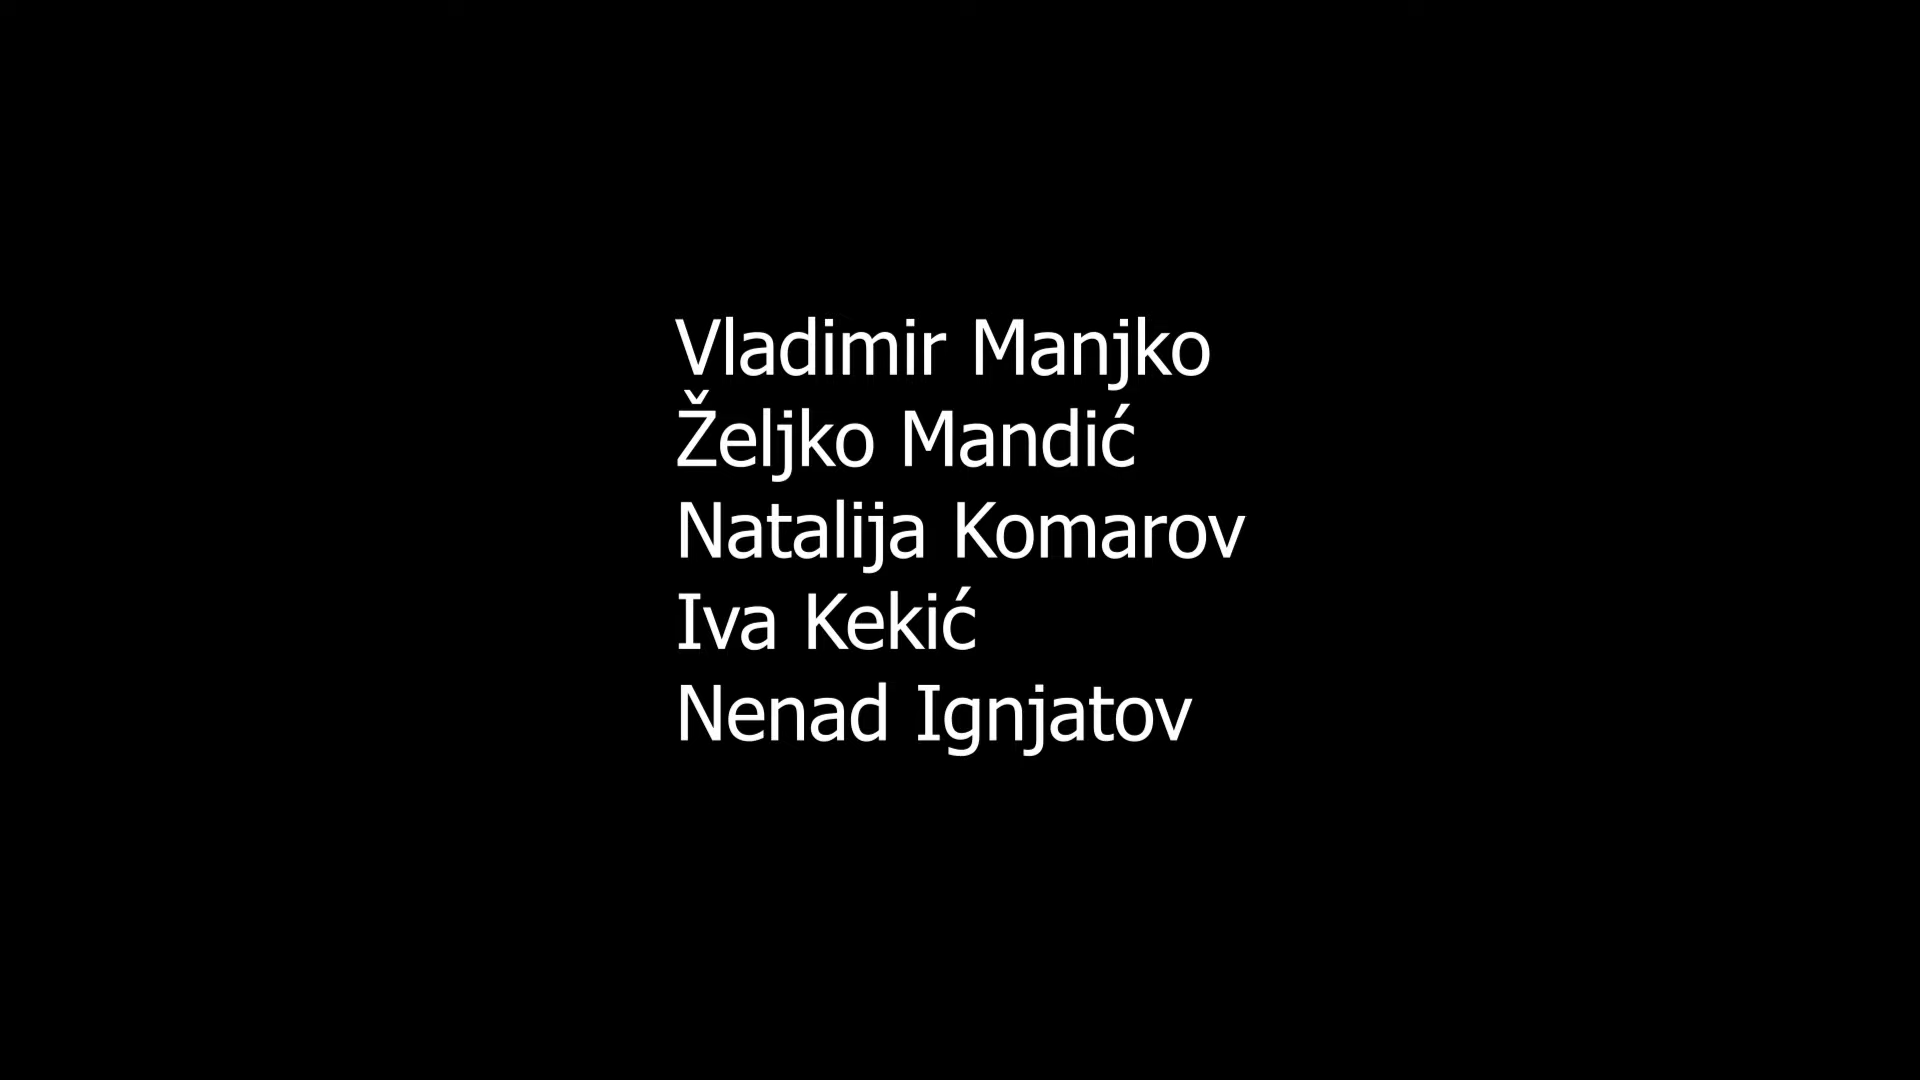 Vladimir Manjko
Željko Mandić
Natalija Komarov
Iva Kekić
Nenad Ignjatov